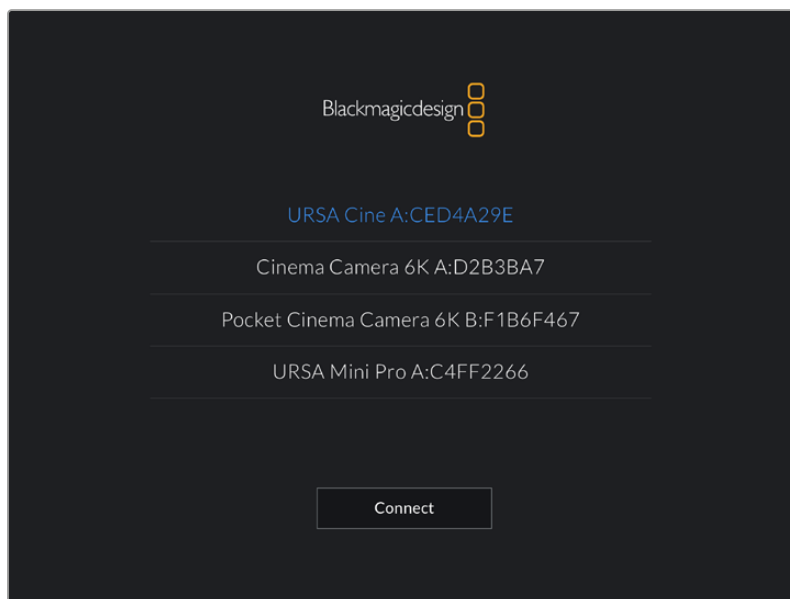 Blackmagicdesign
URSA Cine A:CED4A29E
Cinema Camera 6K A:D2B3BA7
Pocket Cinema Camera 6K B:F1B6F467
URSA Mini Pro A:C4FF2266
Connect